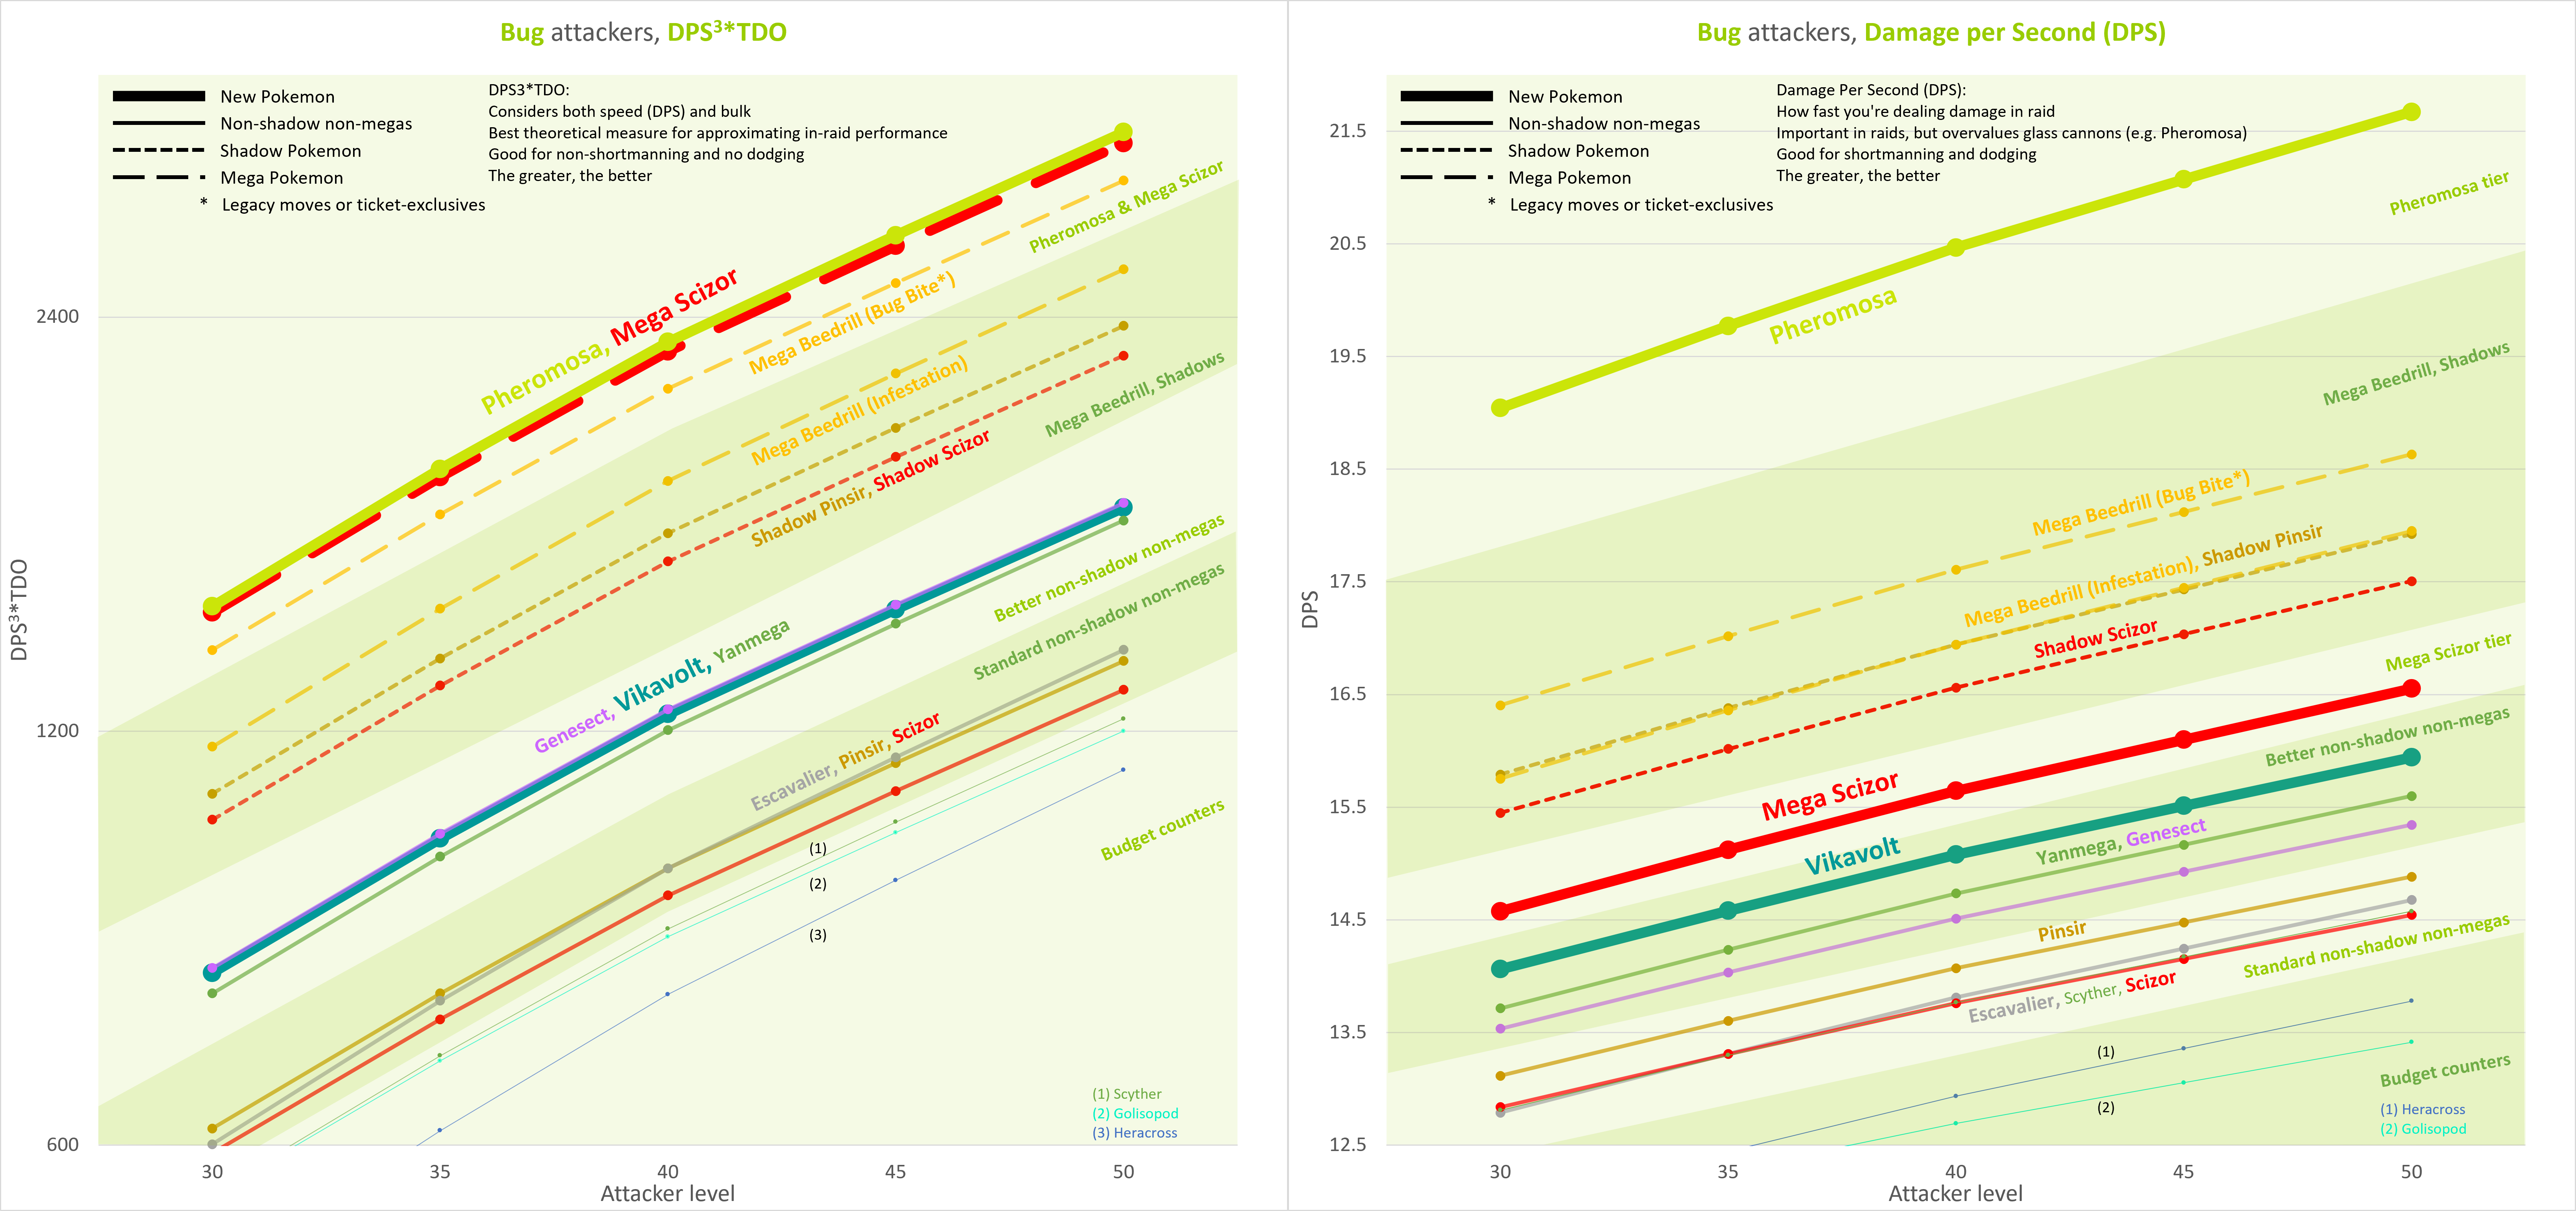 Bug attackers, DPS³*TDO
New Pokemon
Non-shadow non-megas
Shadow Pokemon
Mega Pokemon
* Legacy moves or ticket-exclusives
DPS3*TDO:
Considers both speed (DPS) and bulk
Best theoretical measure for approximating in-raid performance
Good for non-shortmanning and no dodging
The greater, the better
Pheromosa & Mega Scizor
Pheromosa, Mega Scizor
Mega Beedrill (Bug Bite*)
Mega Beedrill (Infestation)
Mega Beedrill, Shadows
Shadow Pinsir, Shadow Scizor
Better non-shadow non-megas
Standard non-shadow non-megas
Genesect, Vikavolt, Yanmega
Escavalier, Pinsir, Scizor
Budget counters
(1)
(2)
(3)
(1) Scyther
(2) Golisopod
(3) Heracross
2400
1200
600
DPS³*TDO
30 35 40 45 50
Attacker level
Bug attackers, Damage per Second (DPS)
New Pokemon
Non-shadow non-megas
Shadow Pokemon
Mega Pokemon
* Legacy moves or ticket-exclusives
Damage Per Second (DPS):
How fast you're dealing damage in raid
Important in raids, but overvalues glass cannons (e.g. Pheromosa)
Good for shortmanning and dodging
The greater, the better
Pheromosa tier
Pheromosa
Mega Beedrill, Shadows
Mega Beedrill (Bug Bite*)
Mega Beedrill (Infestation), Shadow Pinsir
Shadow Scizor
Mega Scizor tier
Mega Scizor
Better non-shadow non-megas
Vikavolt
Yanmega, Genesect
Pinsir
Standard non-shadow non-megas
Escavalier, Scyther, Scizor
(1)
(2)
Budget counters
(1) Heracross
(2) Golisopod
21.5
20.5
19.5
18.5
17.5
16.5
15.5
14.5
13.5
12.5
DPS
30 35 40 45 50
Attacker level